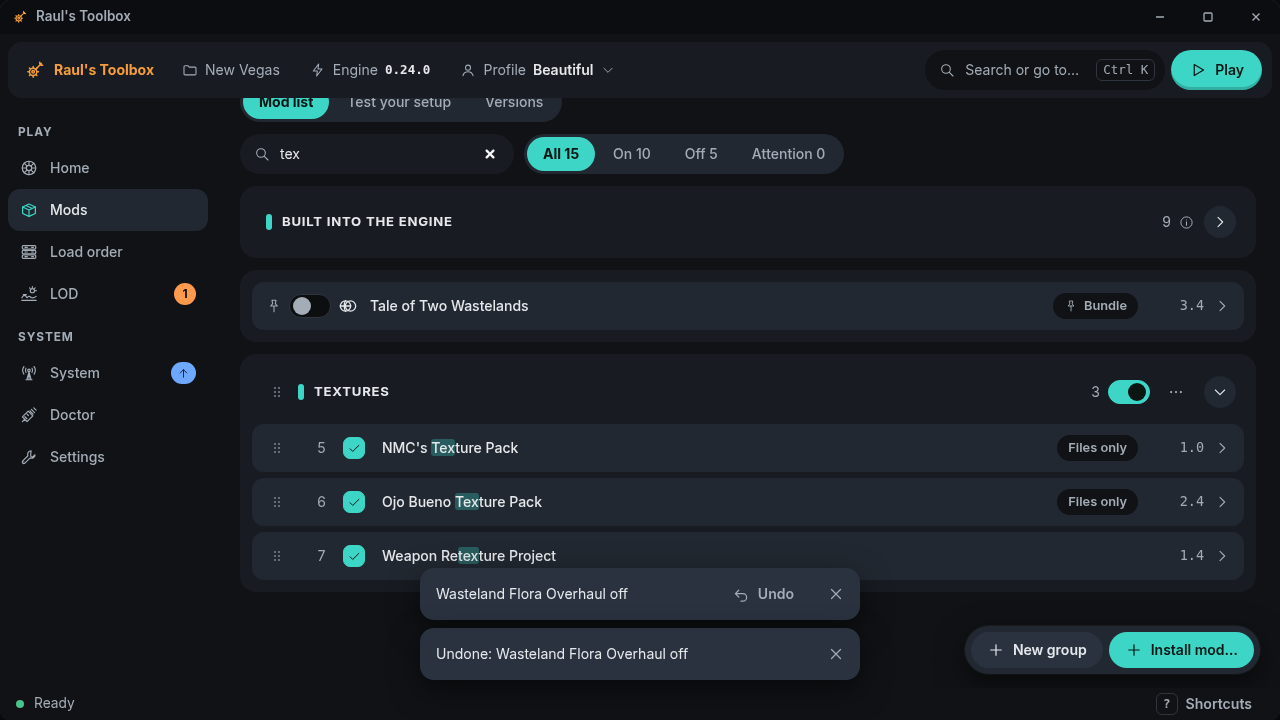 Raul's Toolbox
Raul's Toolbox
New Vegas
Engine 0.24.0
Profile Beautiful
Search or go to...
Ctrl K
Play
PLAY
Home
Mods
Load order
LOD
1
SYSTEM
System
Doctor
Settings
Mod list
Test your setup
Versions
tex
All 15
On 10
Off 5
Attention 0
BUILT INTO THE ENGINE
9
Tale of Two Wastelands
Bundle
3.4
TEXTURES
3
5 NMC's Texture Pack Files only 1.0
6 Ojo Bueno Texture Pack Files only 2.4
7 Weapon Retexture Project 1.4
Wasteland Flora Overhaul off
Undo
Undone: Wasteland Flora Overhaul off
New group
Install mod...
Ready
? Shortcuts